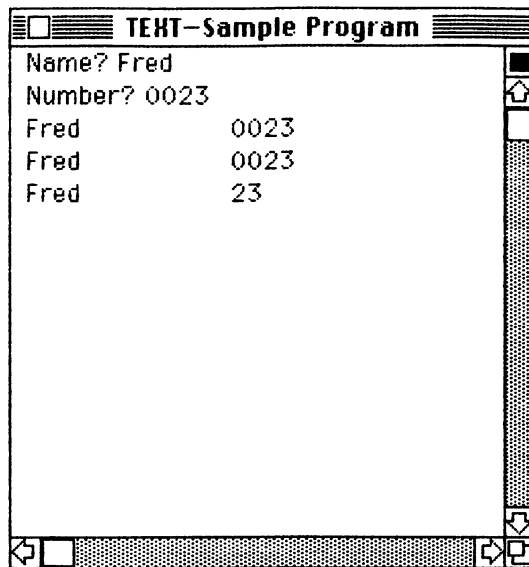 TEXT—Sample Program
Name? Fred
Number? 0023
Fred 0023
Fred 0023
Fred 23